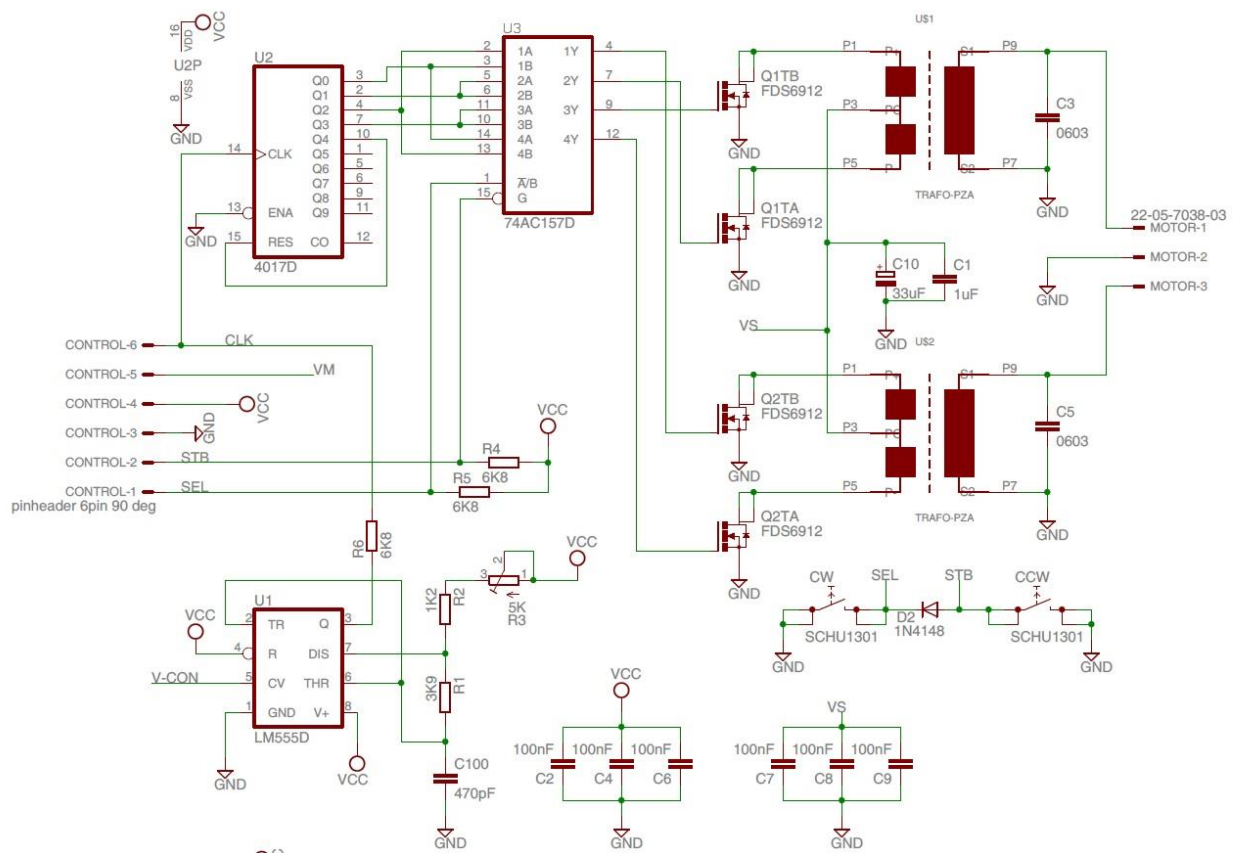 16
VDD
VCC
U2P
8
VSS
GND
U2
Q0 3
Q1 2
Q2 4
Q3 7
Q4 10
Q5 1
Q6 5
Q7 6
Q8 9
Q9 11
CO 12
14 CLK
13 ENA
15 RES
GND
4017D
U3
2 1A
3 1B
5 2A
6 2B
11 3A
10 3B
14 4A
13 4B
1 A/B
15 G
1Y 4
2Y 7
3Y 9
4Y 12
74AC157D
Q1TB
FDS6912
GND
Q1TA
FDS6912
GND
U$1
P1
P3
P5
S1 P9
S2 P7
TRAFO-PZA
C3
0603
GND
22-05-7038-03
MOTOR-1
MOTOR-2
MOTOR-3
GND
C10
33uF
C1
1uF
GND
VS
U$2
Q2TB
FDS6912
GND
Q2TA
FDS6912
GND
P1
P3
P5
S1 P9
S2 P7
TRAFO-PZA
C5
0603
GND
CONTROL-6
CLK
CONTROL-5
VM
CONTROL-4
VCC
CONTROL-3
GND
CONTROL-2
STB
CONTROL-1
SEL
pinheader 6pin 90 deg
R4
6K8
R5
6K8
VCC
R6
6K8
U1
2 TR
4 R
5 CV
1 GND
Q 3
DIS 7
THR 6
V+ 8
LM555D
VCC
V-CON
GND
VCC
1K2
R2
3K9
R1
3
2
1
5K
R3
VCC
C100
470pF
GND
VCC
100nF 100nF 100nF
C2 C4 C6
GND
VS
100nF 100nF 100nF
C7 C8 C9
GND
CW
SEL
STB
CCW
D2
1N4148
SCHU1301
SCHU1301
GND
GND